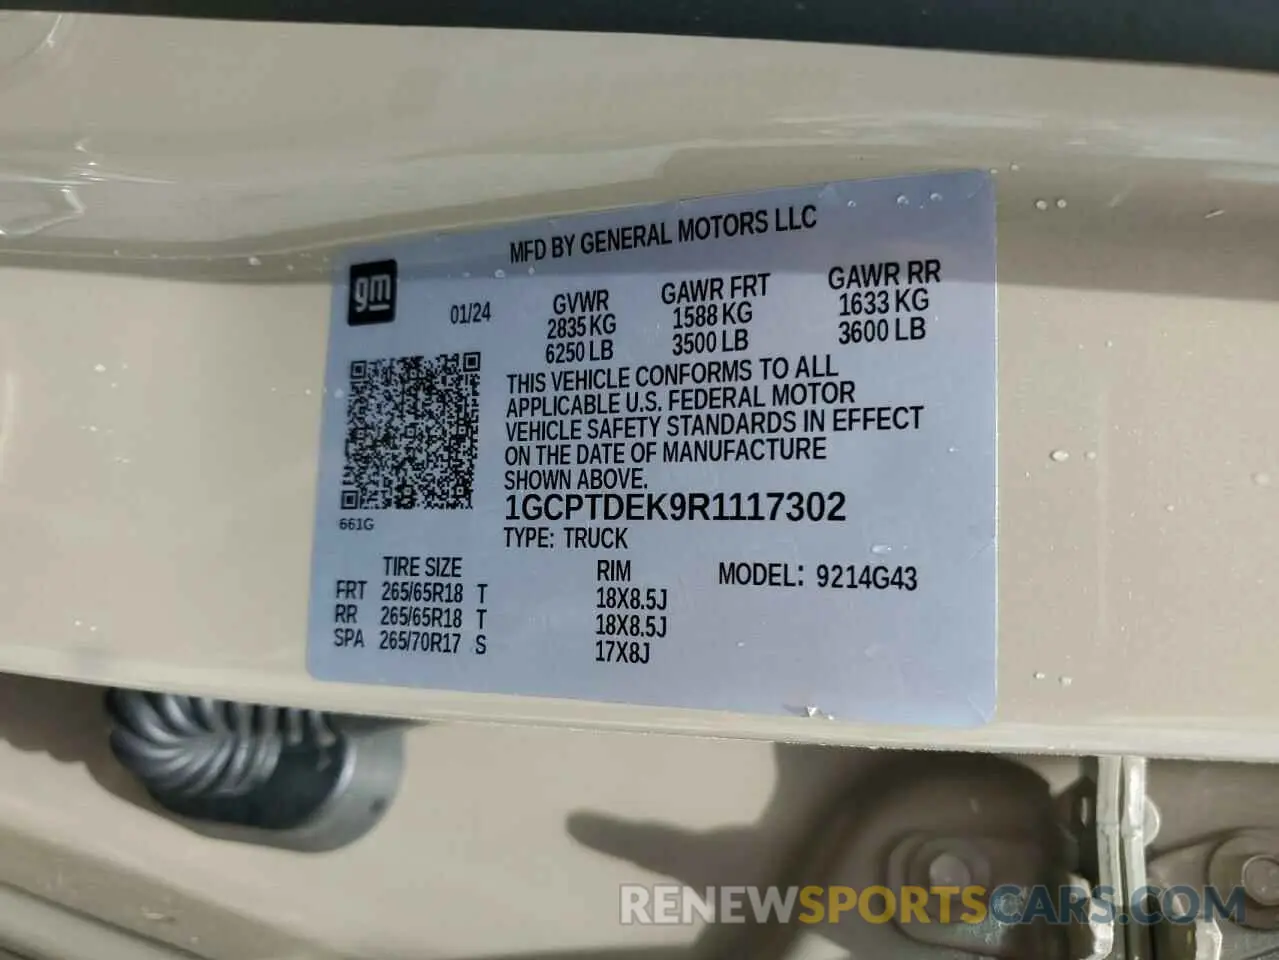 MFD BY GENERAL MOTORS LLC
gm
01/24
GVWR
2835 KG
6250 LB
GAWR FRT
1588 KG
3500 LB
GAWR RR
1633 KG
3600 LB
THIS VEHICLE CONFORMS TO ALL
APPLICABLE U.S. FEDERAL MOTOR
VEHICLE SAFETY STANDARDS IN EFFECT
ON THE DATE OF MANUFACTURE
SHOWN ABOVE.
661G
1GCPTDEK9R1117302
TYPE: TRUCK
TIRE SIZE RIM MODEL: 9214G43
FRT 265/65R18 T 18X8.5J
RR 265/65R18 T 18X8.5J
SPA 265/70R17 S 17X8J
RENEWSPORTSCARS.COM